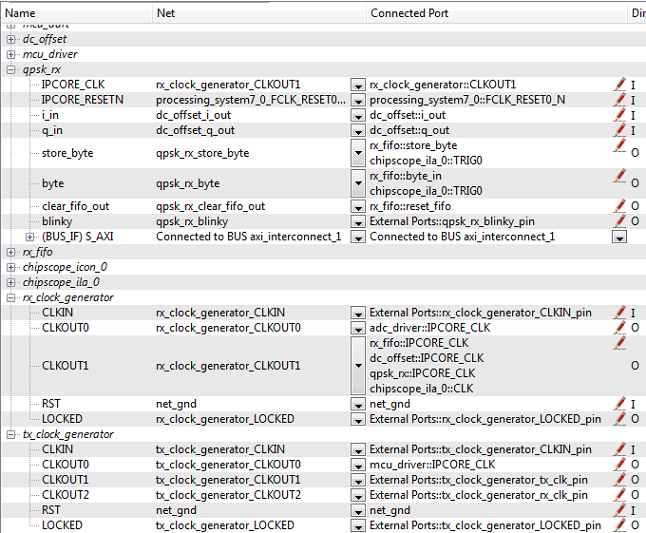 Name Net Connected Port Dir
mcu_uart
dc_offset
mcu_driver
qpsk_rx
IPCORE_CLK rx_clock_generator_CLKOUT1 rx_clock_generator::CLKOUT1 I
IPCORE_RESETN processing_system7_0_FCLK_RESET0... processing_system7_0::FCLK_RESET0_N I
i_in dc_offset_i_out dc_offset::i_out I
q_in dc_offset_q_out dc_offset::q_out I
rx_fifo::store_byte
store_byte qpsk_rx_store_byte O
chipscope_ila_0::TRIG0
rx_fifo::byte_in
byte qpsk_rx_byte O
chipscope_ila_0::TRIG0
clear_fifo_out qpsk_rx_clear_fifo_out rx_fifo::reset_fifo O
blinky qpsk_rx_blinky External Ports::qpsk_rx_blinky_pin O
(BUS_IF) S_AXI Connected to BUS axi_interconnect_1 Connected to BUS axi_interconnect_1
rx_fifo
chipscope_icon_0
chipscope_ila_0
rx_clock_generator
CLKIN rx_clock_generator_CLKIN External Ports::rx_clock_generator_CLKIN_pin I
CLKOUT0 rx_clock_generator_CLKOUT0 adc_driver::IPCORE_CLK O
rx_fifo::IPCORE_CLK
dc_offset::IPCORE_CLK
CLKOUT1 rx_clock_generator_CLKOUT1 O
qpsk_rx::IPCORE_CLK
chipscope_ila_0::CLK
RST net_gnd net_gnd I
LOCKED rx_clock_generator_LOCKED External Ports::rx_clock_generator_LOCKED_pin O
tx_clock_generator
CLKIN tx_clock_generator_CLKIN External Ports::tx_clock_generator_CLKIN_pin I
CLKOUT0 tx_clock_generator_CLKOUT0 mcu_driver::IPCORE_CLK O
CLKOUT1 tx_clock_generator_CLKOUT1 External Ports::tx_clock_generator_tx_clk_pin O
CLKOUT2 tx_clock_generator_CLKOUT2 External Ports::tx_clock_generator_rx_clk_pin O
RST net_gnd net_gnd I
LOCKED tx_clock_generator_LOCKED External Ports::tx_clock_generator_LOCKED_pin O